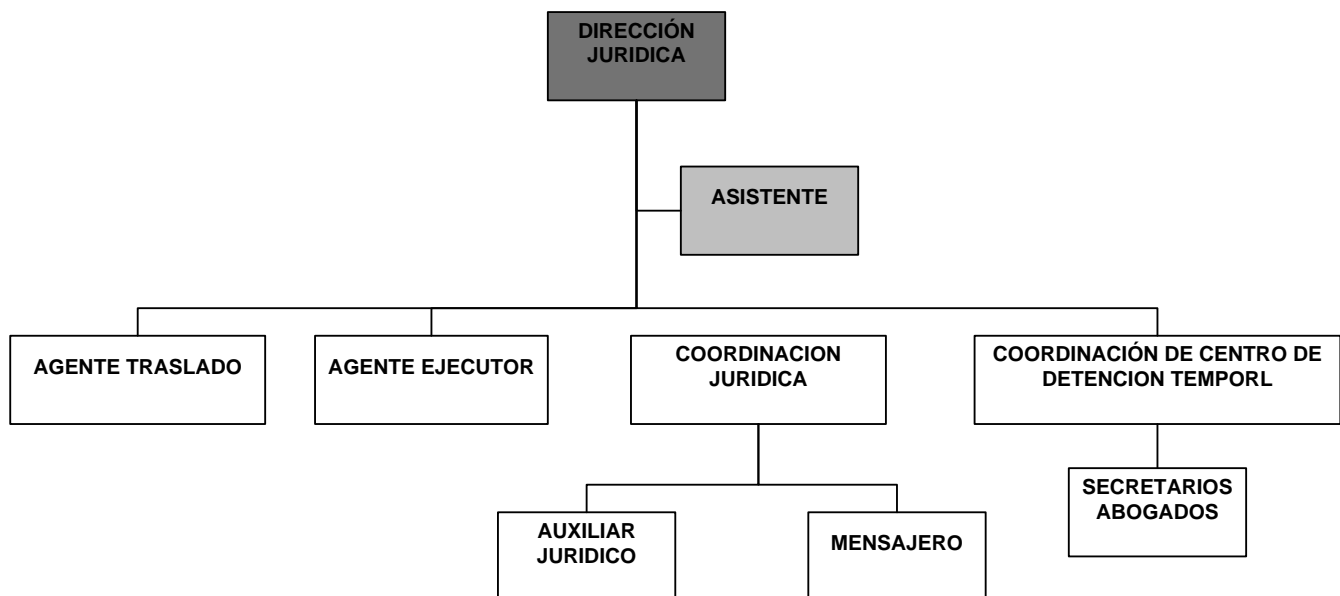 DIRECCIÓN
JURIDICA
ASISTENTE
AGENTE TRASLADO
AGENTE EJECUTOR
COORDINACION
JURIDICA
COORDINACIÓN DE CENTRO DE
DETENCION TEMPORL
SECRETARIOS
ABOGADOS
AUXILIAR
JURIDICO
MENSAJERO